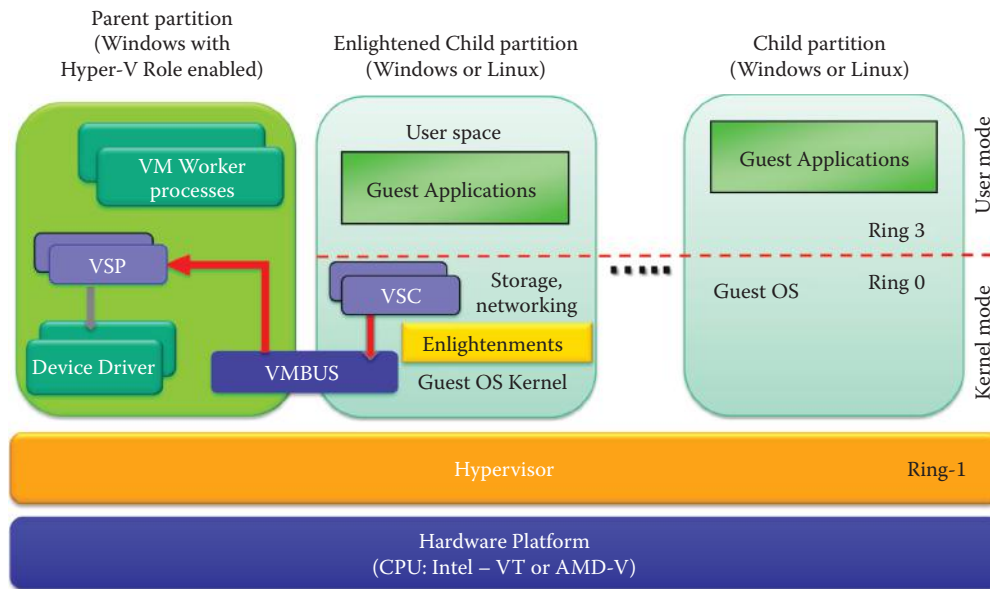 Parent partition
(Windows with
Hyper-V Role enabled)
Enlightened Child partition
(Windows or Linux)
Child partition
(Windows or Linux)
VM Worker
processes
VSP
Device Driver
VMBUS
User space
Guest Applications
VSC
Storage,
networking
Enlightenments
Guest OS Kernel
Guest Applications
Ring 3
Guest OS
Ring 0
User mode
Kernel mode
Hypervisor
Ring-1
Hardware Platform
(CPU: Intel – VT or AMD-V)